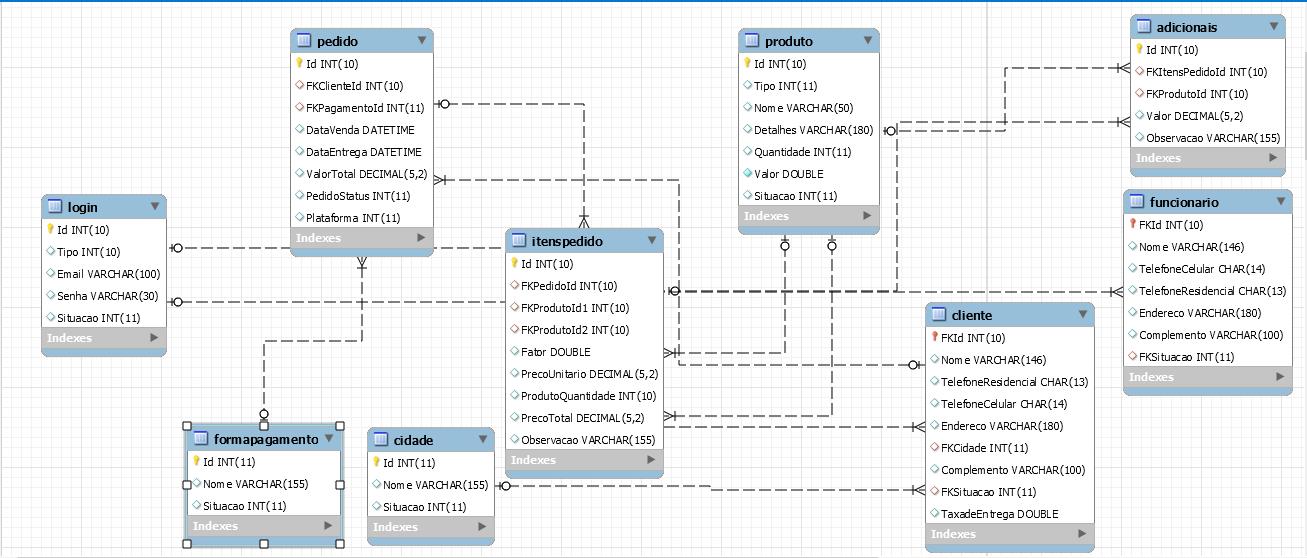 pedido
Id INT(10)
FKClienteId INT(10)
FKPagamentoId INT(11)
DataVenda DATETIME
DataEntrega DATETIME
ValorTotal DECIMAL(5,2)
PedidoStatus INT(11)
Plataforma INT(11)
Indexes
produto
Id INT(10)
Tipo INT(11)
Nome VARCHAR(50)
Detalhes VARCHAR(180)
Quantidade INT(11)
Valor DOUBLE
Situacao INT(11)
Indexes
adicionais
Id INT(10)
FKItensPedidoId INT(10)
FKProdutoId INT(10)
Valor DECIMAL(5,2)
Observacao VARCHAR(155)
Indexes
login
Id INT(10)
Tipo INT(10)
Email VARCHAR(100)
Senha VARCHAR(30)
Situacao INT(11)
Indexes
itenspedido
Id INT(10)
FKPedidoId INT(10)
FKProdutoId1 INT(10)
FKProdutoId2 INT(10)
Fator DOUBLE
PrecoUnitario DECIMAL(5,2)
ProdutoQuantidade INT(10)
PrecoTotal DECIMAL(5,2)
Observacao VARCHAR(155)
Indexes
funcionario
FKId INT(10)
Nome VARCHAR(146)
TelefoneCelular CHAR(14)
TelefoneResidencial CHAR(13)
Endereco VARCHAR(180)
Complemento VARCHAR(100)
FKSituacao INT(11)
Indexes
cliente
FKId INT(10)
Nome VARCHAR(146)
TelefoneResidencial CHAR(13)
TelefoneCelular CHAR(14)
Endereco VARCHAR(180)
FKCidade INT(11)
Complemento VARCHAR(100)
FKSituacao INT(11)
TaxadeEntrega DOUBLE
Indexes
formapagamento
Id INT(11)
Nome VARCHAR(155)
Situacao INT(11)
Indexes
cidade
Id INT(11)
Nome VARCHAR(155)
Situacao INT(11)
Indexes